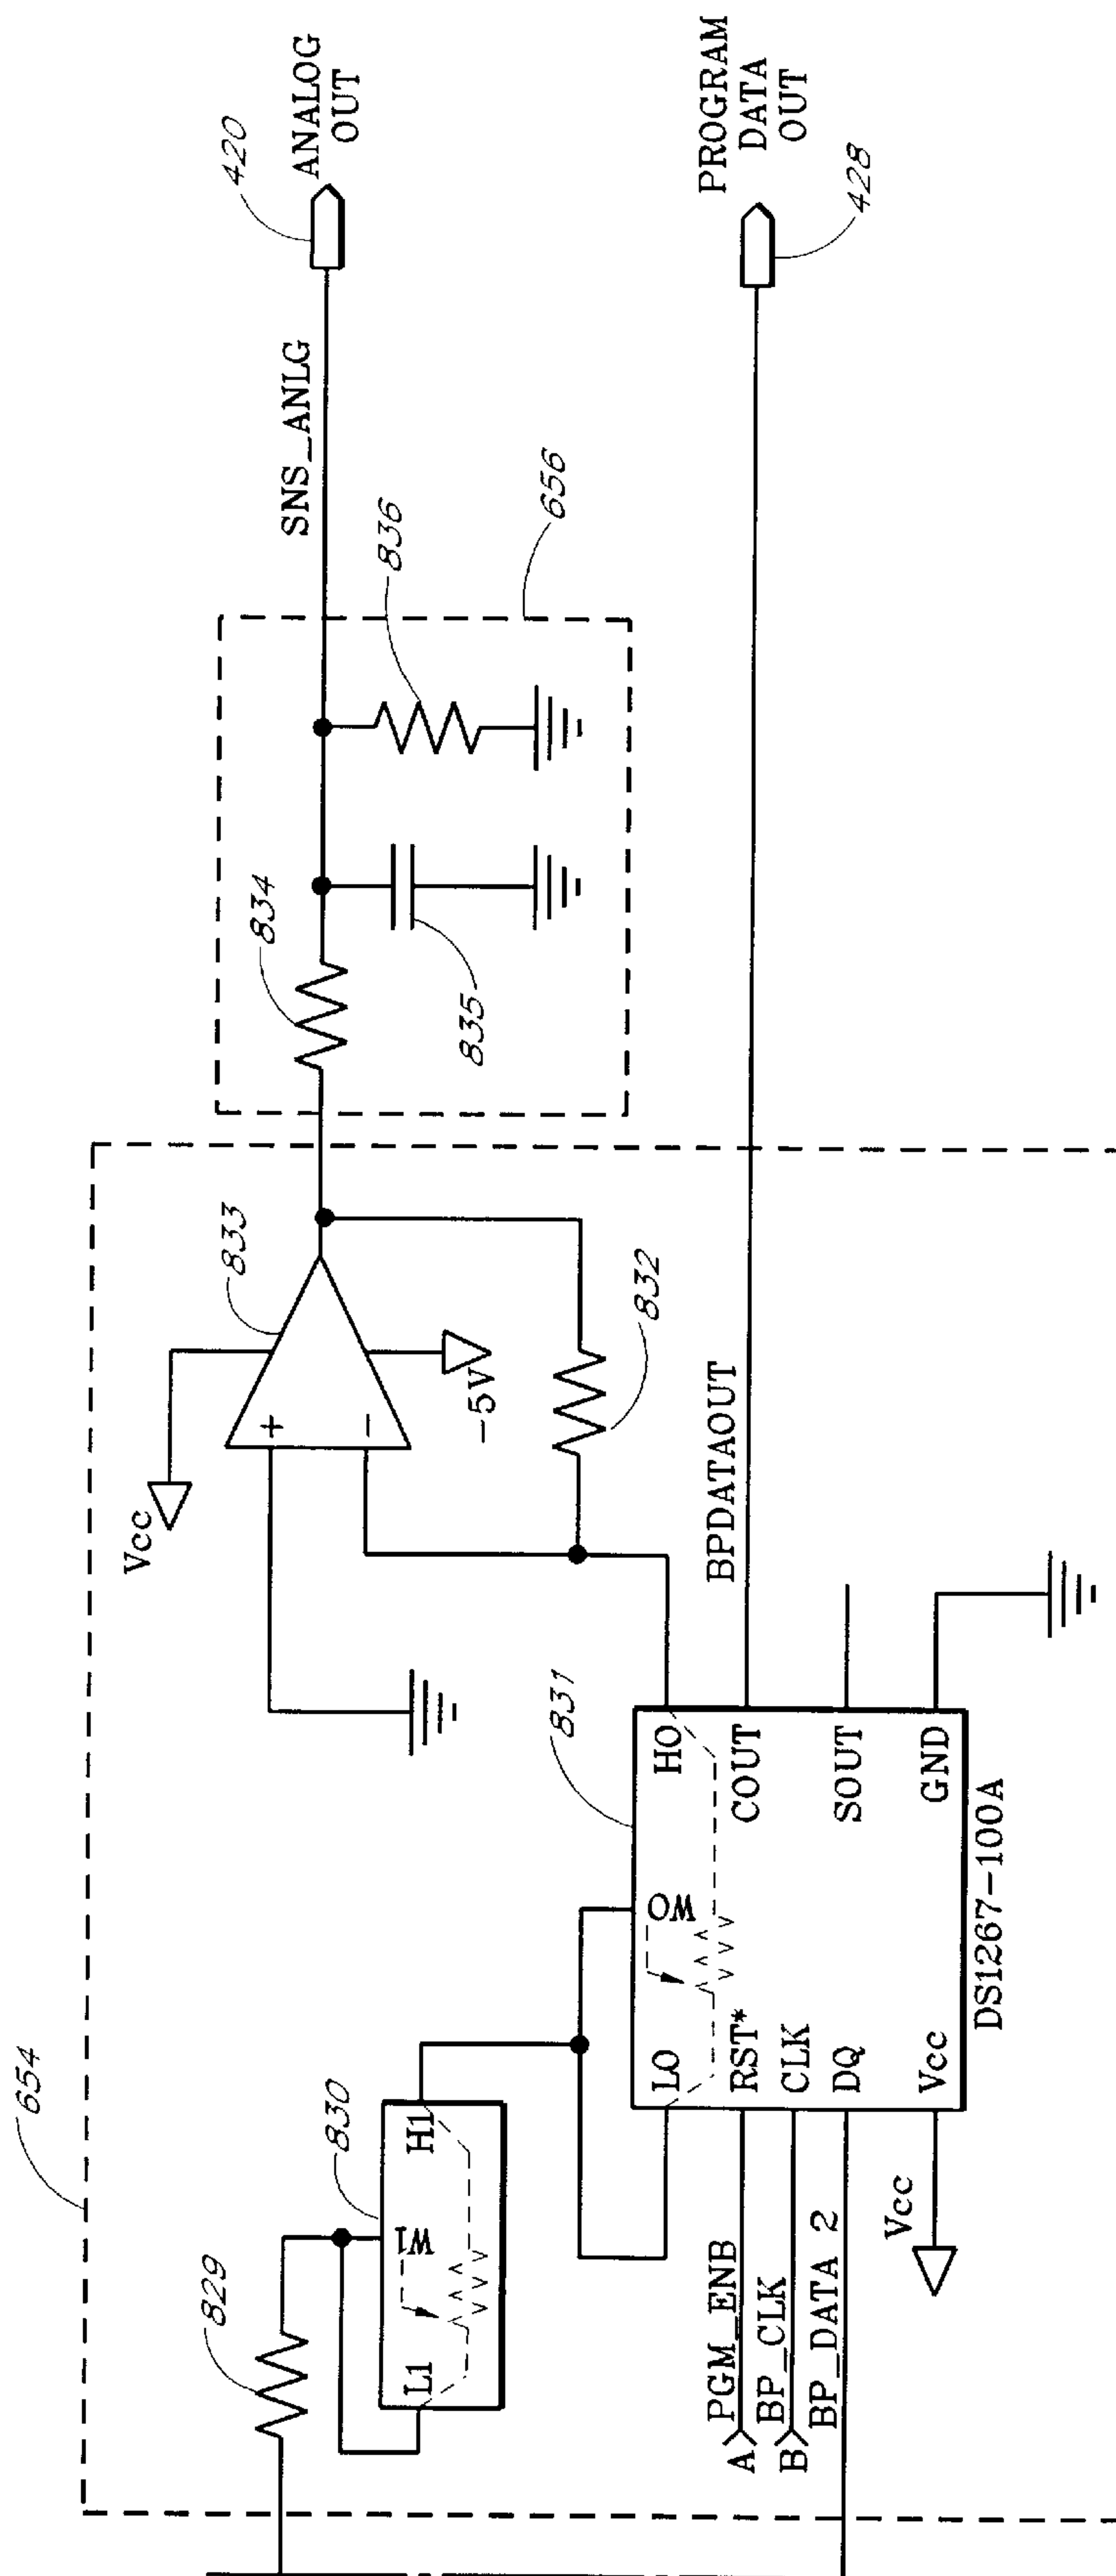 654
829
830
L1
W1
H1
Vcc
+
−
-5V
833
832
834
835
836
656
SNS_ANLG
420
ANALOG
OUT
831
LO
WO
HO
RST*
COUT
CLK
DQ
SOUT
Vcc
GND
DS1267-100A
A
PGM_ENB
B
BP_CLK
BP_DATA 2
Vcc
BPDATAOUT
PROGRAM
DATA
OUT
428